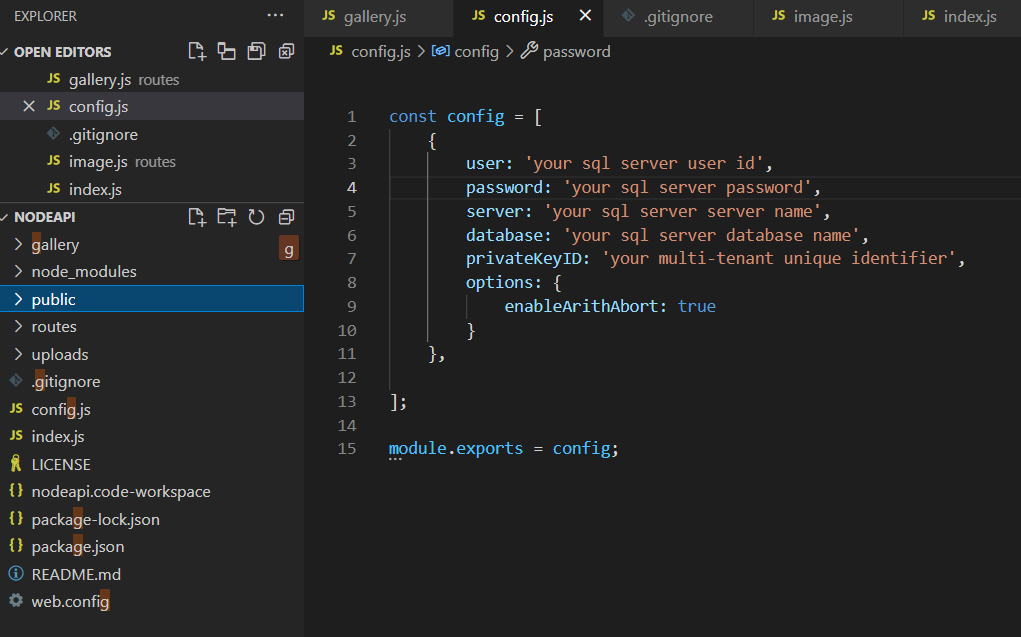 EXPLORER
gallery.js
config.js
.gitignore
image.js
index.js
OPEN EDITORS
JS gallery.js routes
JS config.js
.gitignore
JS image.js routes
JS index.js
NODEAPI
gallery
g
node_modules
public
routes
uploads
.gitignore
JS config.js
JS index.js
LICENSE
{} nodeapi.code-workspace
{} package-lock.json
{} package.json
README.md
web.config
JS config.js > config > password
1 const config = [
2 {
3 user: 'your sql server user id',
4 password: 'your sql server password',
5 server: 'your sql server server name',
6 database: 'your sql server database name',
7 privateKeyID: 'your multi-tenant unique identifier',
8 options: {
9 enableArithAbort: true
10 }
11 },
12
13 ];
14
15 module.exports = config;